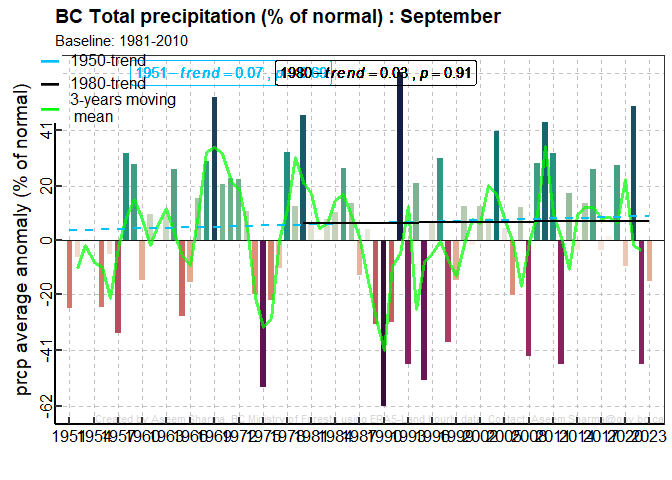 BC Total precipitation (% of normal) : September
Baseline: 1981-2010
1950-trend
1980-trend
3-years moving
mean
1951-trend = 0.07 , p
1980-trend = 0.03 , p = 0.91
prcp average anomaly (% of normal)
41
20
0
-20
-41
-62
1951 1954 1957 1960 1963 1966 1969 1972 1975 1978 1981 1984 1987 1990 1993 1996 1999 2002 2005 2008 2011 2014 2017 2020 2023